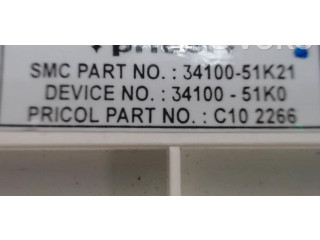 SMC PART NO. : 34100-51K21
DEVICE NO. : 34100 - 51K0
PRICOL PART NO. : C10 2266